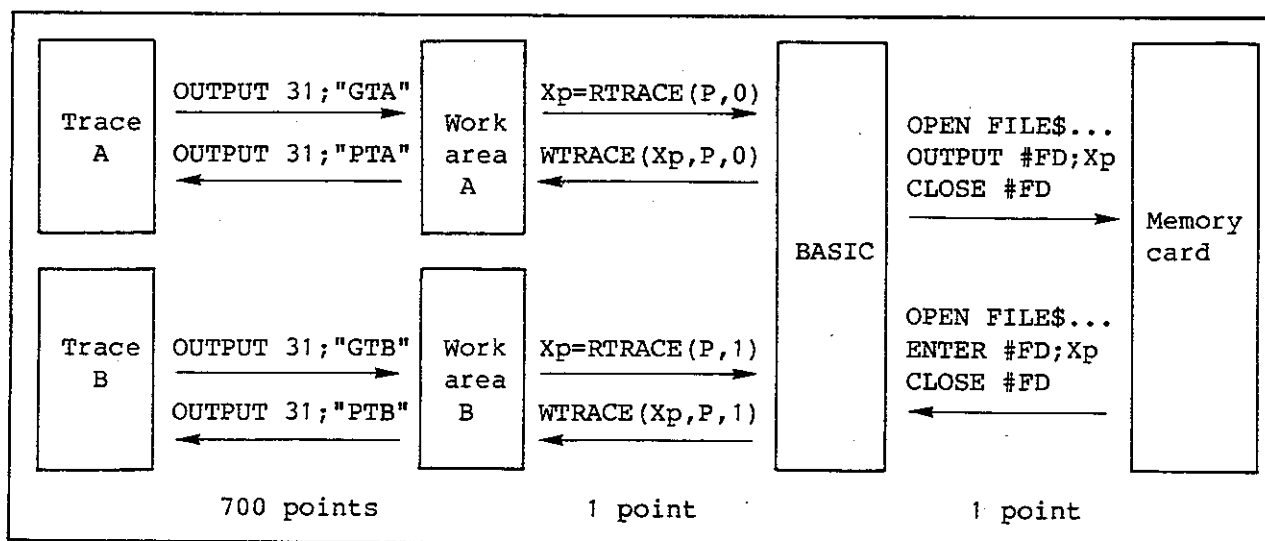 Trace
A
OUTPUT 31;"GTA"
OUTPUT 31;"PTA"
Work
area
A
Xp=RTRACE(P,0)
WTRACE(Xp,P,0)
Trace
B
OUTPUT 31;"GTB"
OUTPUT 31;"PTB"
Work
area
B
Xp=RTRACE(P,1)
WTRACE(Xp,P,1)
BASIC
OPEN FILE$...
OUTPUT #FD;Xp
CLOSE #FD
OPEN FILE$...
ENTER #FD;Xp
CLOSE #FD
Memory
card
700 points
1 point
1 point